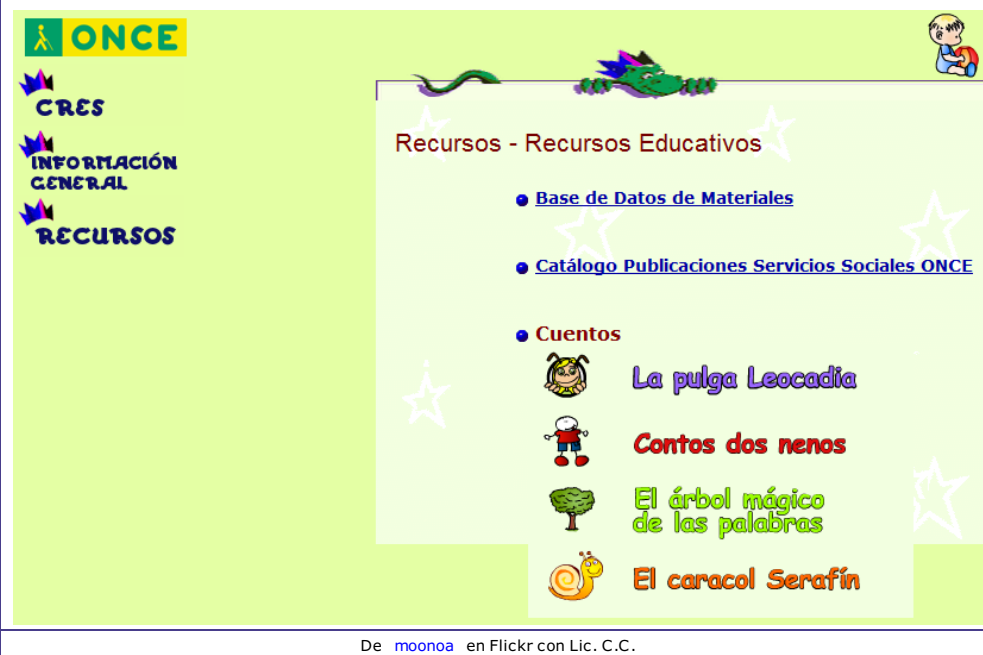 ONCE
CRES
INFORMACIÓN
GENERAL
RECURSOS
Recursos - Recursos Educativos
Base de Datos de Materiales
Catálogo Publicaciones Servicios Sociales ONCE
Cuentos
La pulga Leocadia
Contos dos nenos
El árbol mágico
de las palabras
El caracol Serafín
De moonoa en Flickr con Lic. C.C.